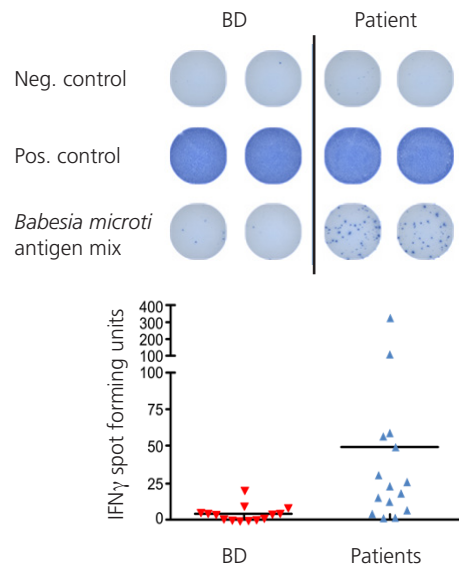 BD Patient
Neg. control
Pos. control
Babesia microti
antigen mix
IFNγ spot forming units
400
300
200
100
100
75
50
25
0
BD Patients